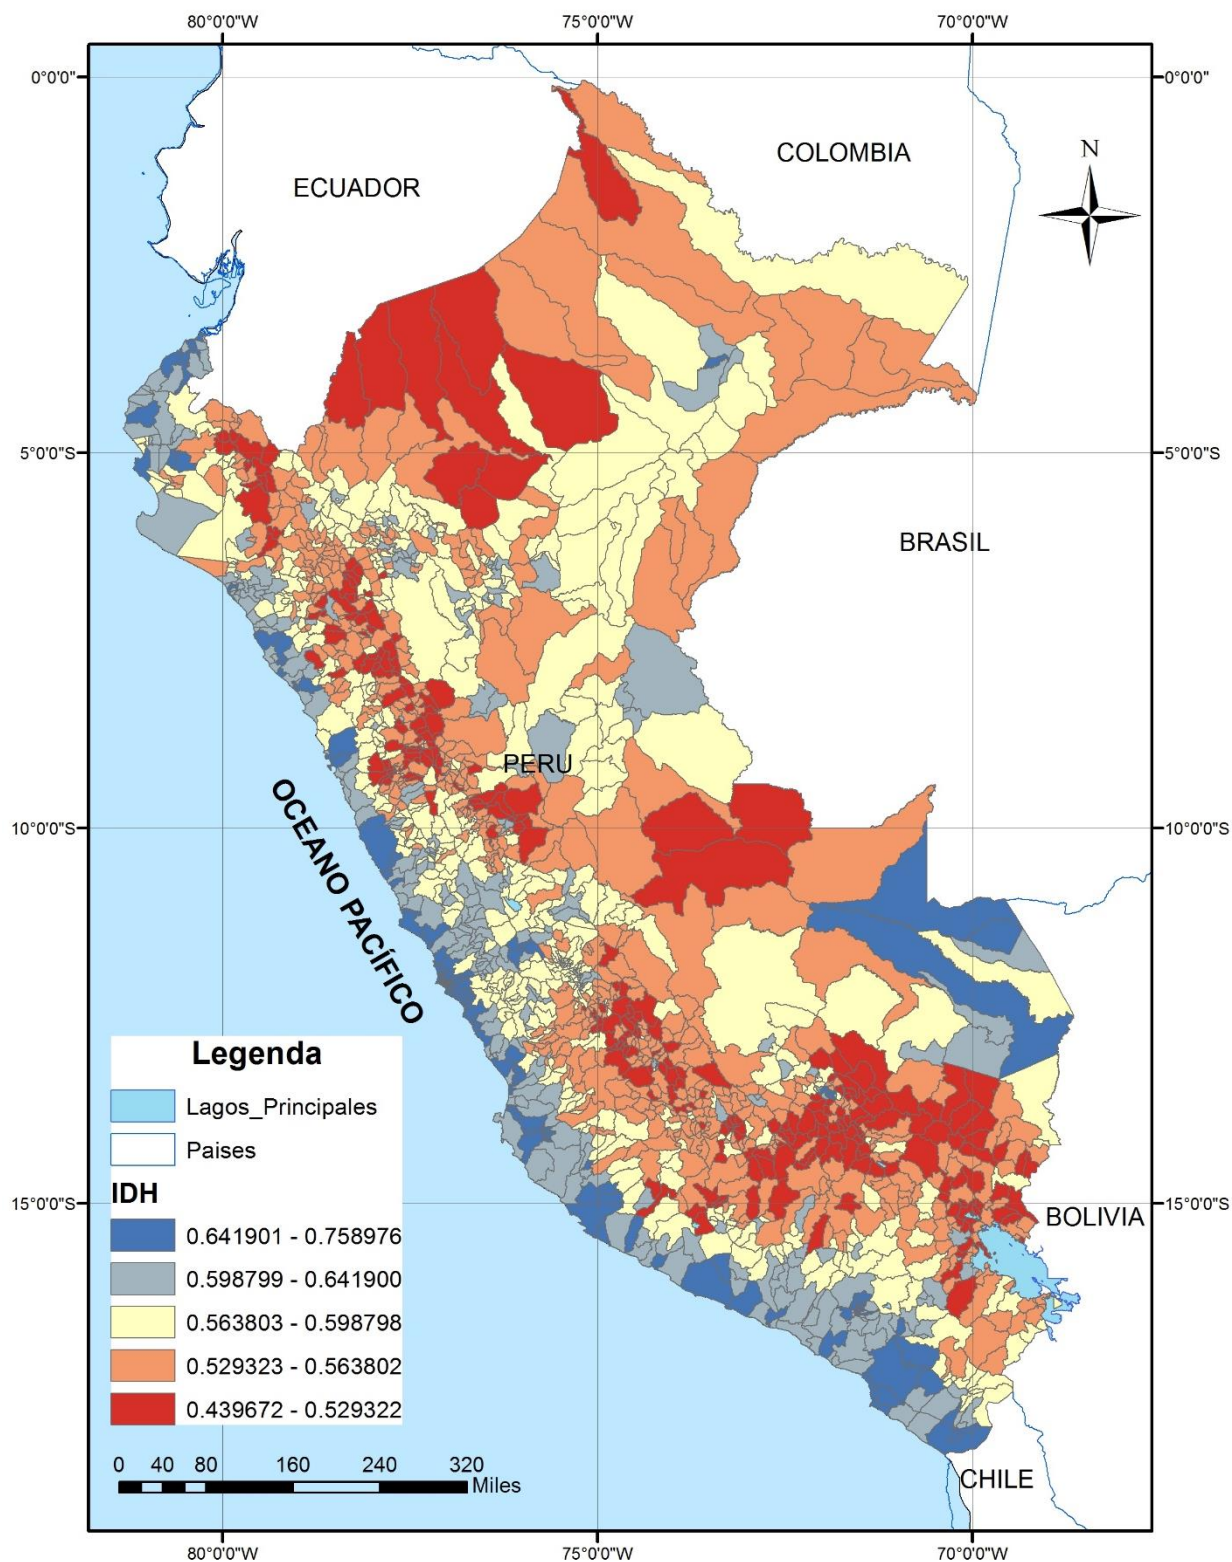 80°0'0"W 75°0'0"W 70°0'0"W
0°0'0" 0°0'0"
COLOMBIA
N
ECUADOR
5°0'0"S 5°0'0"S
BRASIL
PERU
OCEANO PACÍFICO
10°0'0"S 10°0'0"S
Legenda
Lagos_Principales
Paises
IDH
0.641901 - 0.758976
0.598799 - 0.641900
0.563803 - 0.598798
0.529323 - 0.563802
0.439672 - 0.529322
15°0'0"S 15°0'0"S
BOLIVIA
0 40 80 160 240 320
Miles
CHILE
80°0'0"W 75°0'0"W 70°0'0"W